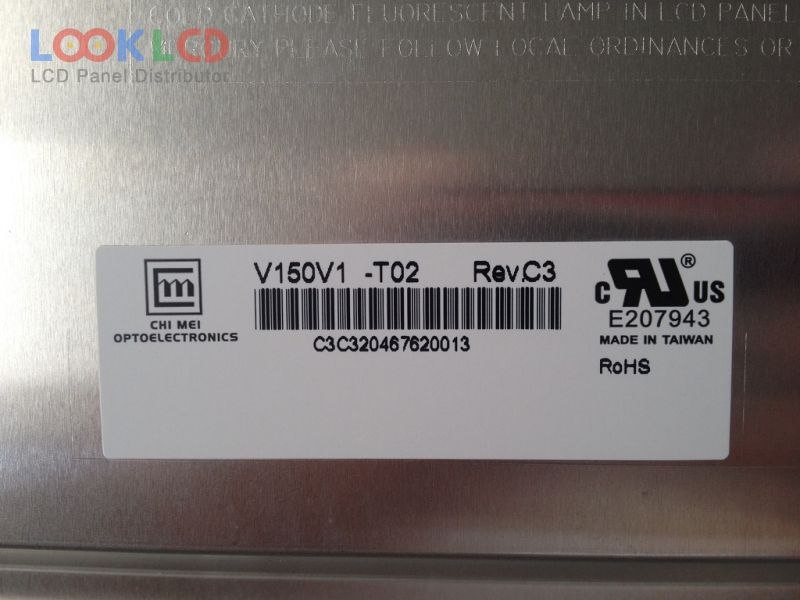 COLD CATHODE FLUORESCENT LAMP IN LCD PANEL
PLEASE FOLLOW LOCAL ORDINANCES OR
LOOK LCD
LCD Panel Distributor
CHI MEI
OPTOELECTRONICS
V150V1 -T02 Rev.C3
C3C320467620013
C RU US ®
E207943
MADE IN TAIWAN
RoHS